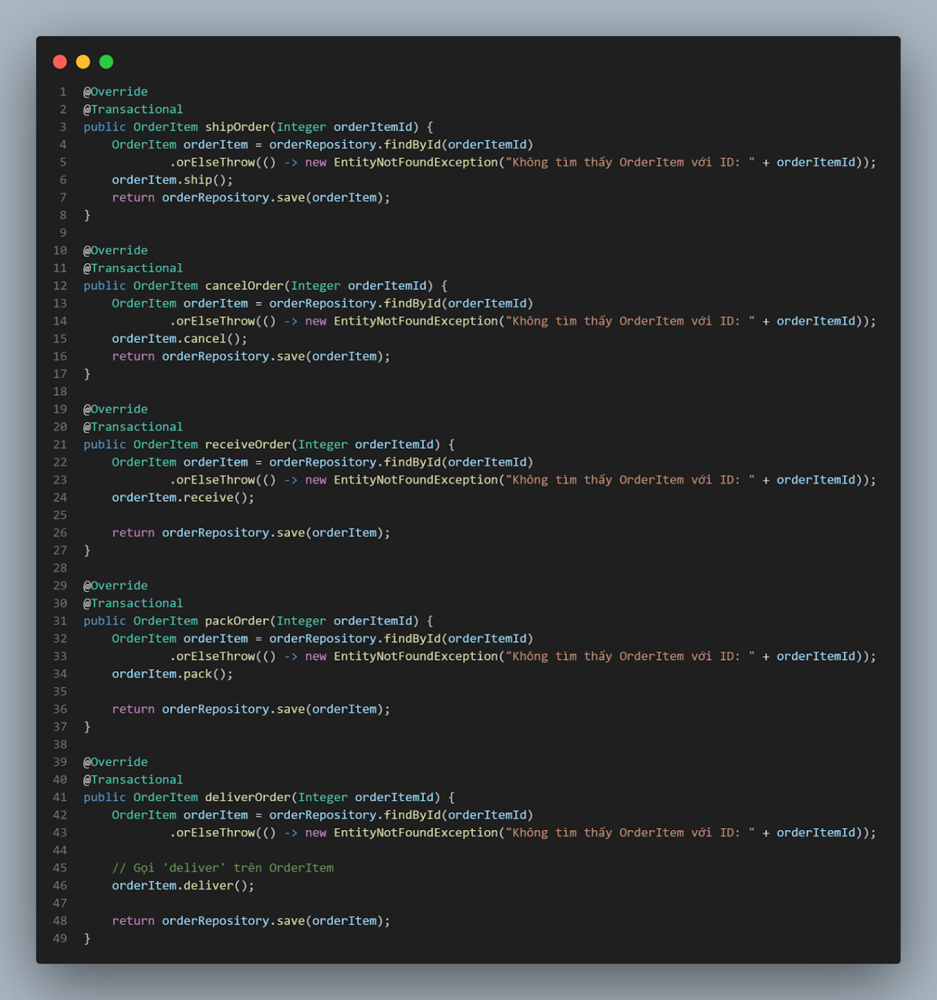 1 @Override
2 @Transactional
3 public OrderItem shipOrder(Integer orderItemId) {
4     OrderItem orderItem = orderRepository.findById(orderItemId)
5             .orElseThrow(() -> new EntityNotFoundException("Không tìm thấy OrderItem với ID: " + orderItemId));
6     orderItem.ship();
7     return orderRepository.save(orderItem);
8 }
9
10 @Override
11 @Transactional
12 public OrderItem cancelOrder(Integer orderItemId) {
13     OrderItem orderItem = orderRepository.findById(orderItemId)
14             .orElseThrow(() -> new EntityNotFoundException("Không tìm thấy OrderItem với ID: " + orderItemId));
15     orderItem.cancel();
16     return orderRepository.save(orderItem);
17 }
18
19 @Override
20 @Transactional
21 public OrderItem receiveOrder(Integer orderItemId) {
22     OrderItem orderItem = orderRepository.findById(orderItemId)
23             .orElseThrow(() -> new EntityNotFoundException("Không tìm thấy OrderItem với ID: " + orderItemId));
24     orderItem.receive();
25
26     return orderRepository.save(orderItem);
27 }
28
29 @Override
30 @Transactional
31 public OrderItem packOrder(Integer orderItemId) {
32     OrderItem orderItem = orderRepository.findById(orderItemId)
33             .orElseThrow(() -> new EntityNotFoundException("Không tìm thấy OrderItem với ID: " + orderItemId));
34     orderItem.pack();
35
36     return orderRepository.save(orderItem);
37 }
38
39 @Override
40 @Transactional
41 public OrderItem deliverOrder(Integer orderItemId) {
42     OrderItem orderItem = orderRepository.findById(orderItemId)
43             .orElseThrow(() -> new EntityNotFoundException("Không tìm thấy OrderItem với ID: " + orderItemId));
44
45     // Gọi 'deliver' trên OrderItem
46     orderItem.deliver();
47
48     return orderRepository.save(orderItem);
49 }